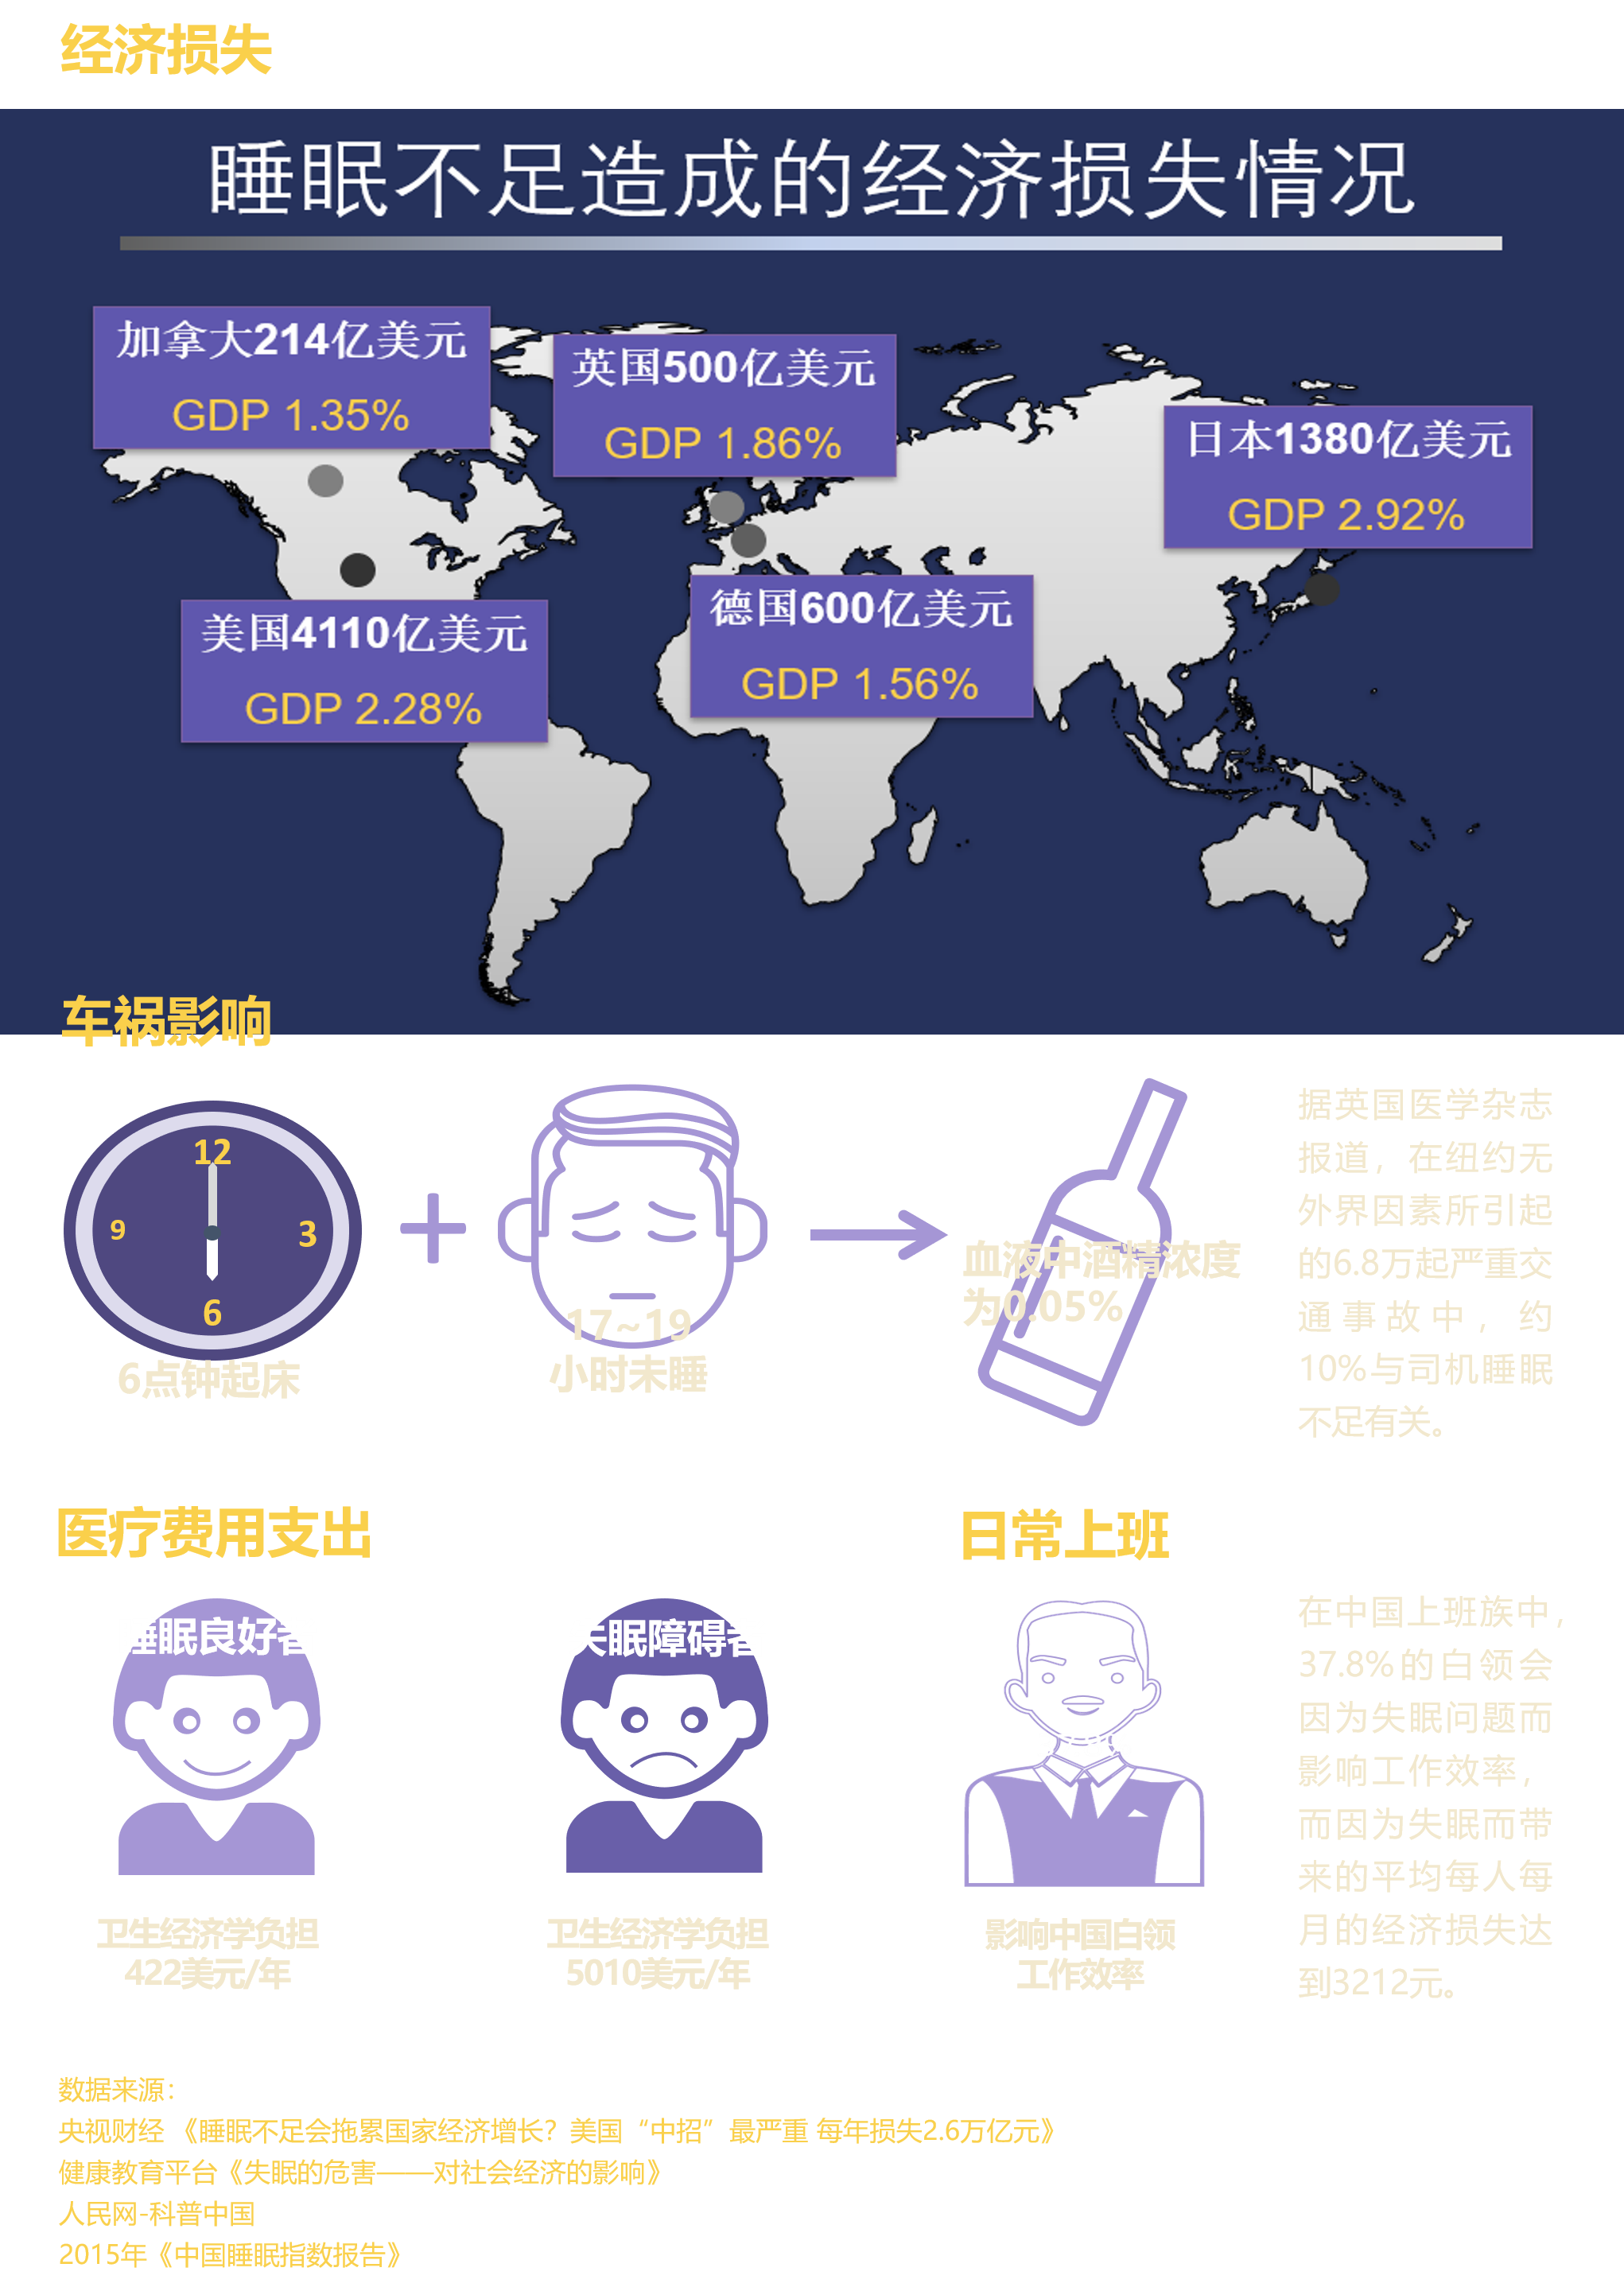 经济损失
睡眠不足造成的经济损失情况
加拿大214亿美元
GDP 1.35%
英国500亿美元
GDP 1.86%
日本1380亿美元
GDP 2.92%
美国4110亿美元
GDP 2.28%
德国600亿美元
GDP 1.56%
车祸影响
12
9
3
6
6点钟起床
17~19
小时未睡
血液中酒精浓度
为0.05%
据英国医学杂志
报道，在纽约无
外界因素所引起
的6.8万起严重交
通事故中，约
10%与司机睡眠
不足有关。
医疗费用支出
睡眠良好者
失眠障碍者
卫生经济学负担
422美元/年
卫生经济学负担
5010美元/年
日常上班
影响中国白领
工作效率
在中国上班族中，
37.8%的白领会
因为失眠问题而
影响工作效率，
而因为失眠而带
来的平均每人每
月的经济损失达
到3212元。
数据来源：
央视财经 《睡眠不足会拖累国家经济增长？美国“中招”最严重 每年损失2.6万亿元》
健康教育平台《失眠的危害——对社会经济的影响》
人民网-科普中国
2015年《中国睡眠指数报告》